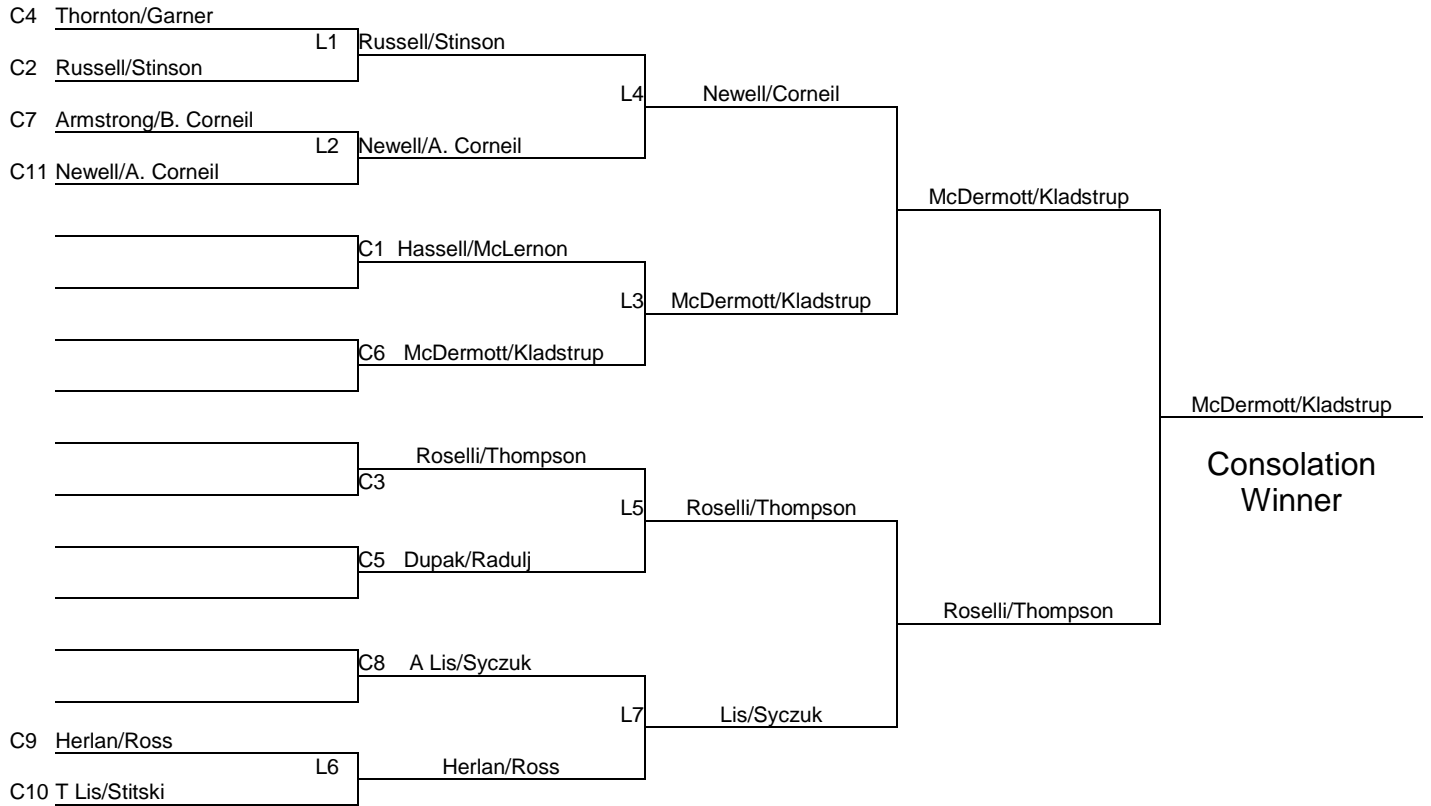 C4 Thornton/Garner
L1 Russell/Stinson
C2 Russell/Stinson
L4 Newell/Corneil
C7 Armstrong/B. Corneil
L2 Newell/A. Corneil
C11 Newell/A. Corneil
McDermott/Kladstrup
C1 Hassell/McLernon
L3 McDermott/Kladstrup
C6 McDermott/Kladstrup
McDermott/Kladstrup
Consolation
Winner
Roselli/Thompson
C3
L5 Roselli/Thompson
C5 Dupak/Radulj
Roselli/Thompson
C8 A Lis/Syczuk
L7 Lis/Syczuk
C9 Herlan/Ross
L6 Herlan/Ross
C10 T Lis/Stitski